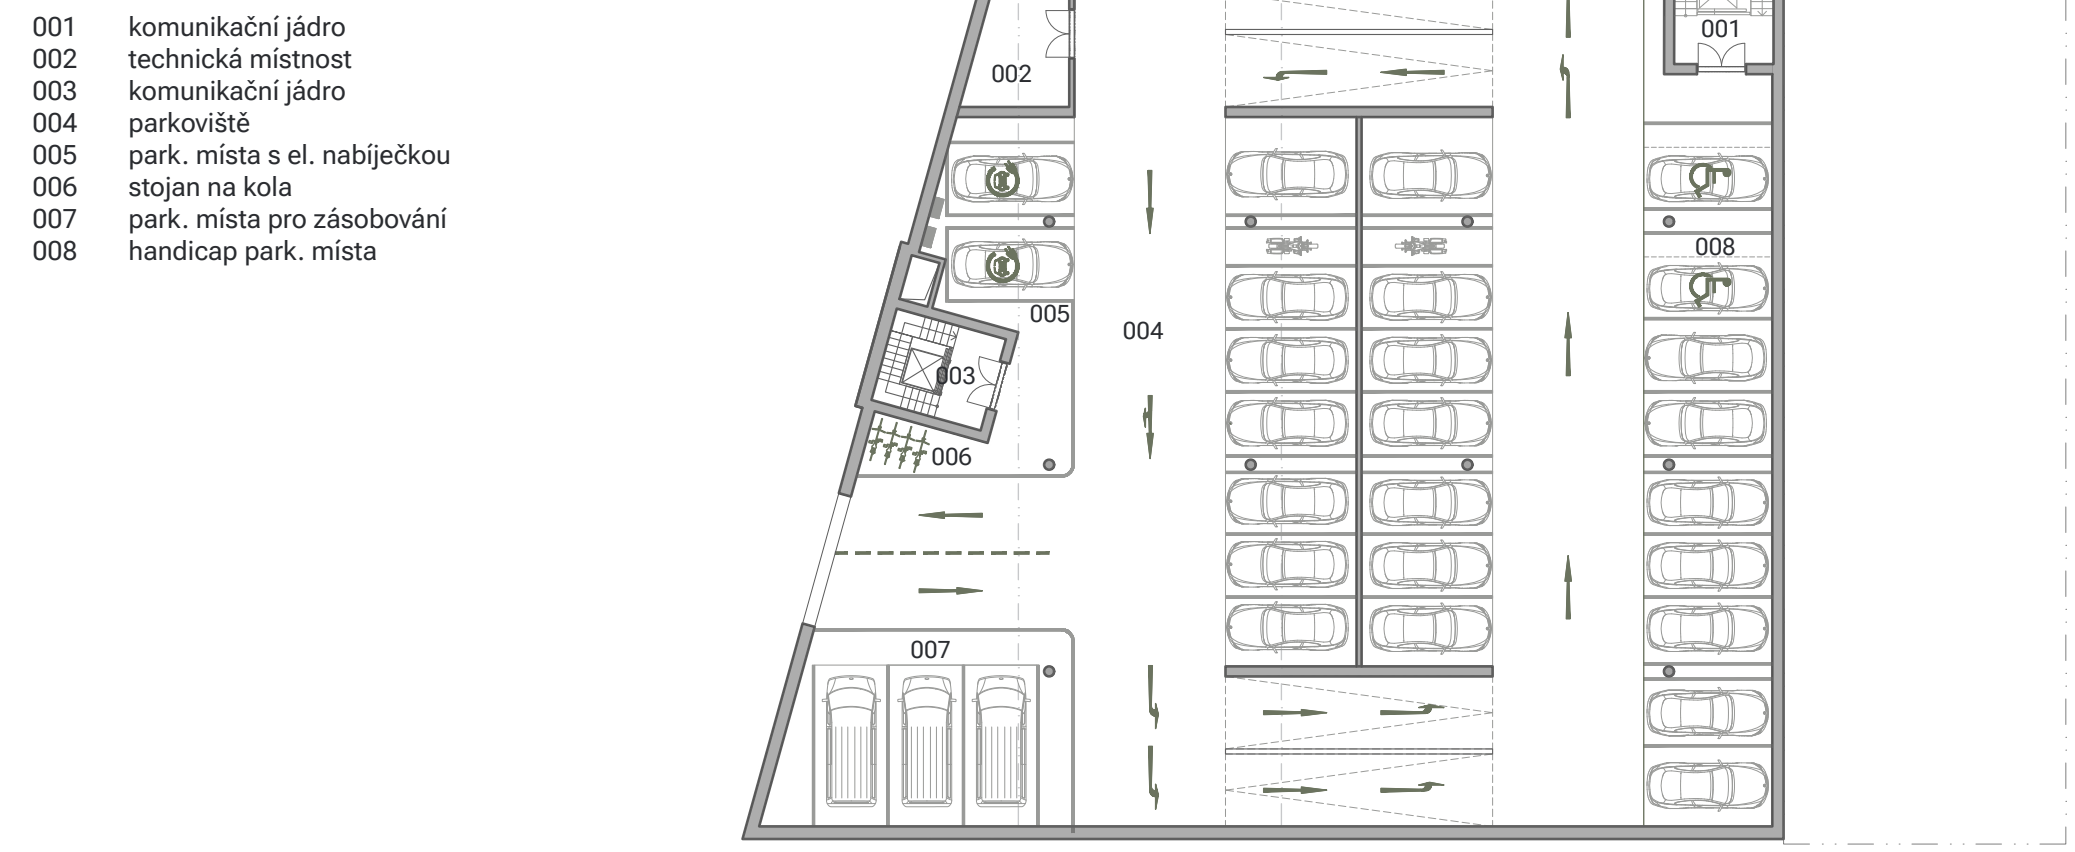 001 komunikační jádro
002 technická místnost
003 komunikační jádro
004 parkoviště
005 park. místa s el. nabíječkou
006 stojan na kola
007 park. místa pro zásobování
008 handicap park. místa
001
002
008
005
004
003
006
007